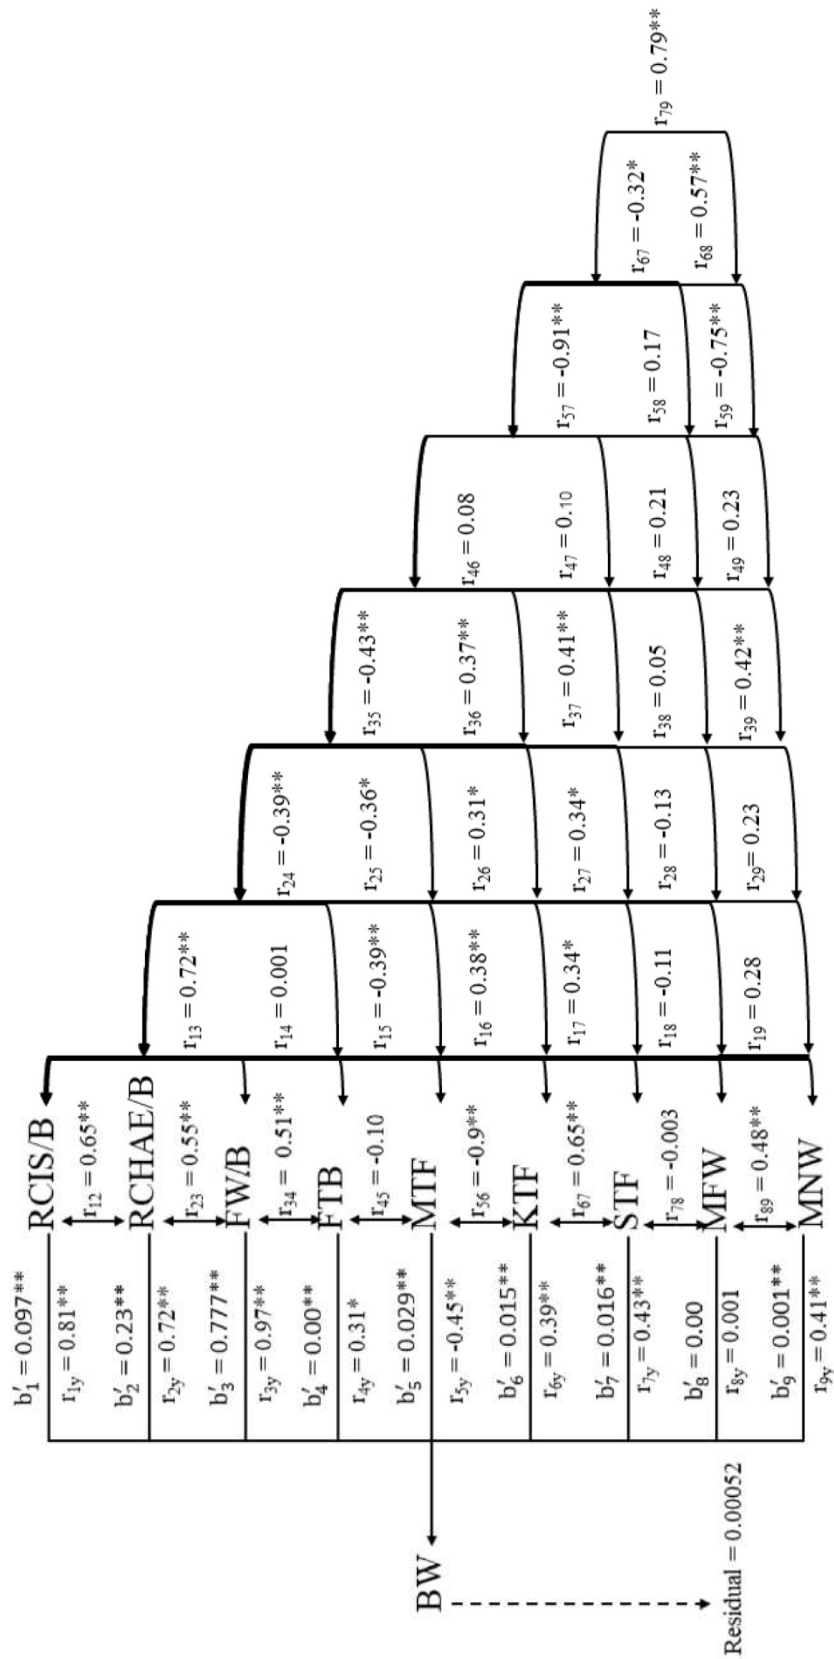 BW
Residual = 0.00052
b′1 = 0.097**
r1y = 0.81**
b′2 = 0.23**
r2y = 0.72**
b′3 = 0.777**
r3y = 0.97**
b′4 = 0.00**
r4y = 0.31*
b′5 = 0.029**
r5y = -0.45**
b′6 = 0.015**
r6y = 0.39**
b′7 = 0.016**
r7y = 0.43**
b′8 = 0.00
r8y = 0.001
b′9 = 0.001**
r9y = 0.41**
RCIS/B
r12 = 0.65**
RCHAE/B
r23 = 0.55**
FW/B
r34 = 0.51**
FTB
r45 = -0.10
MTF
r56 = -0.9**
KTF
r67 = 0.65**
STF
r78 = -0.003
MFW
r89 = 0.48**
MNW
r13 = 0.72**
r14 = 0.001
r15 = -0.39**
r16 = 0.38**
r17 = 0.34*
r18 = -0.11
r19 = 0.28
r24 = -0.39**
r25 = -0.36*
r26 = 0.31*
r27 = 0.34*
r28 = -0.13
r29= 0.23
r35 = -0.43**
r36 = 0.37**
r37 = 0.41**
r38 = 0.05
r39 = 0.42**
r46 = 0.08
r47 = 0.10
r48 = 0.21
r49 = 0.23
r57 = -0.91**
r58 = 0.17
r59 = -0.75**
r67 = -0.32*
r68 = 0.57**
r79 = 0.79**